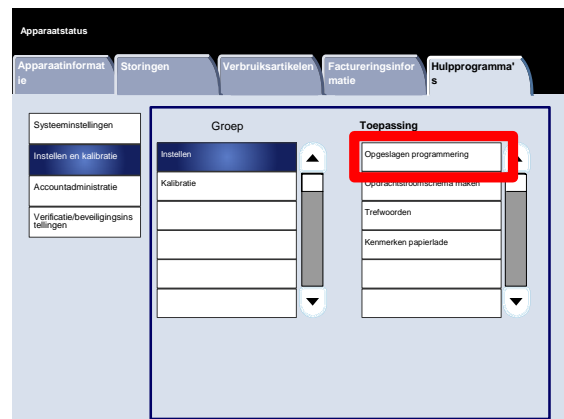 Apparaatstatus
Apparaatinformat
ie
Storingen
Verbruiksartikelen
Factureringsinfor
matie
Hulpprogramma'
s
Systeeminstellingen
Instellen en kalibratie
Accountadministratie
Verificatie/beveiligingsins
tellingen
Groep
Instellen
Kalibratie
Toepassing
Opgeslagen programmering
Opdrachtstroomschema maken
Trefwoorden
Kenmerken papierlade